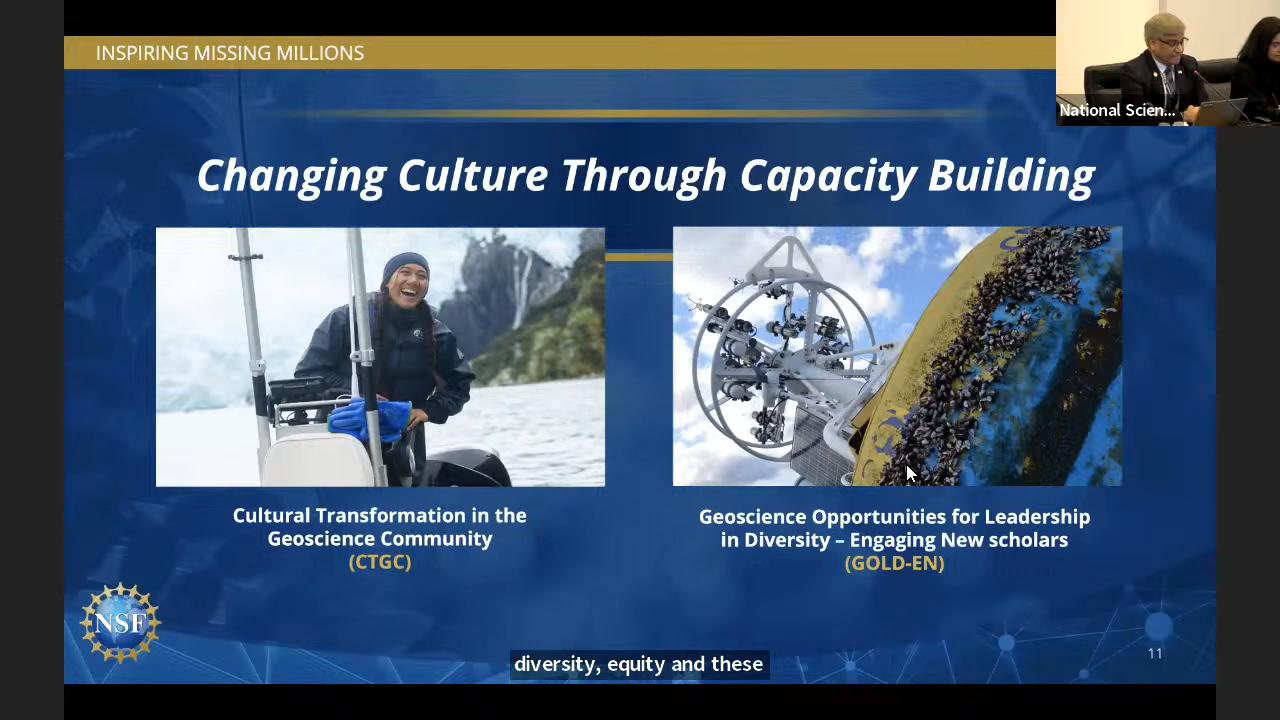 INSPIRING MISSING MILLIONS
National Scien...
Changing Culture Through Capacity Building
Cultural Transformation in the
Geoscience Community
(CTGC)
Geoscience Opportunities for Leadership
in Diversity – Engaging New scholars
(GOLD-EN)
NSF
11
diversity, equity and these